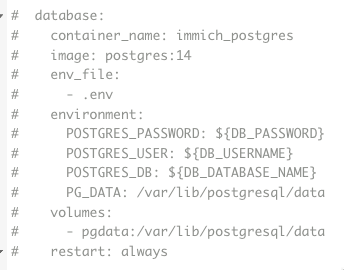 #  database:
#    container_name: immich_postgres
#    image: postgres:14
#    env_file:
#      - .env
#    environment:
#      POSTGRES_PASSWORD: ${DB_PASSWORD}
#      POSTGRES_USER: ${DB_USERNAME}
#      POSTGRES_DB: ${DB_DATABASE_NAME}
#      PG_DATA: /var/lib/postgresql/data
#    volumes:
#      - pgdata:/var/lib/postgresql/data
#    restart: always